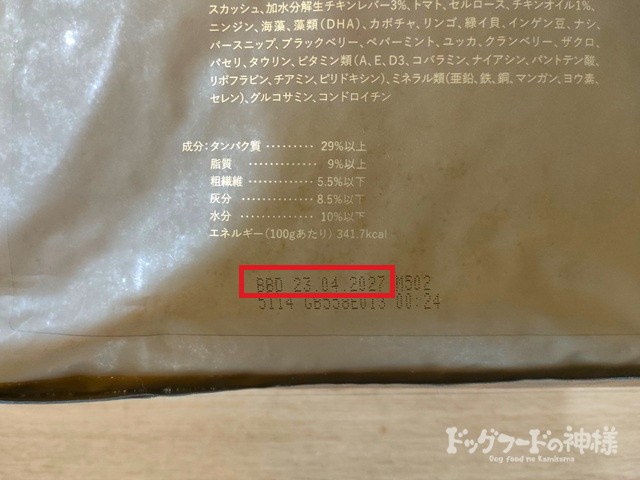 スカッシュ、加水分解生チキンレバー3%、トマト、セルロース、チキンオイル1%、
ニンジン、海藻、藻類(DHA)、カボチャ、リンゴ、緑イ貝、インゲン豆、ナシ、
パースニップ、ブラックベリー、ペパーミント、ユッカ、クランベリー、ザクロ、
パセリ、タウリン、ビタミン類(A、E、D3、コバラミン、ナイアシン、パントテン酸、
リボフラビン、チアミン、ピリドキシン)、ミネラル類(亜鉛、鉄、銅、マンガン、ヨウ素、
セレン)、グルコサミン、コンドロイチン
成分:タンパク質 ········· 29%以上
脂質 ············· 9%以上
粗繊維 ············ 5.5%以下
灰分 ············· 8.5%以下
水分 ············· 10%以下
エネルギー(100gあたり) 341.7kcal
BBD 23.04.2027 M502
5114 GB558E013 00:24
ドッグフードの神様
Dog food no Kamisama